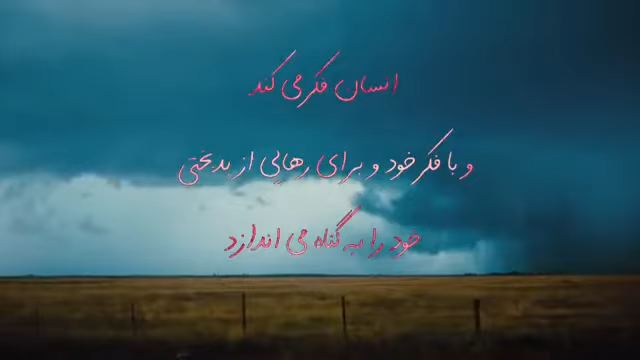 انسان فکر می کند
و با فکر خود و برای رهایی از بدبختی
خود را به گناه می اندازد